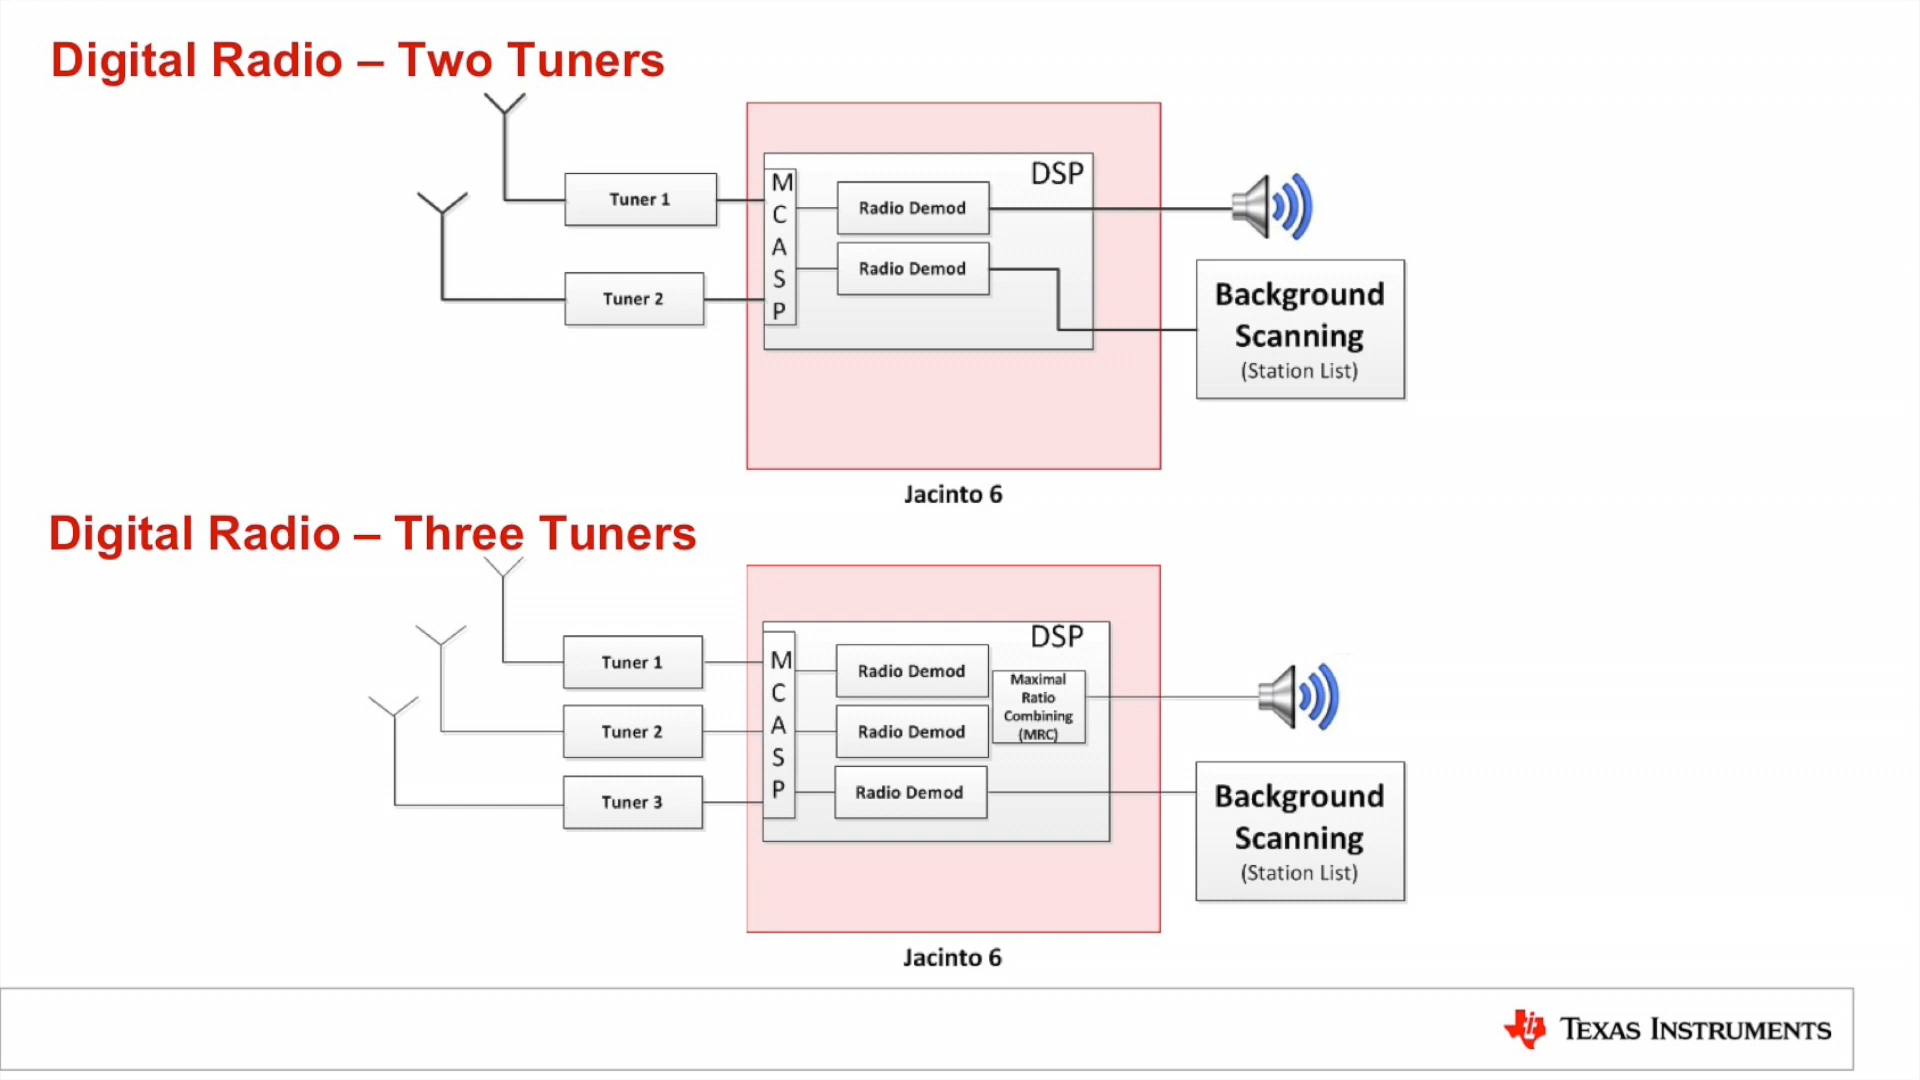 Digital Radio – Two Tuners
DSP
Tuner 1
M
C
A
S
P
Radio Demod
Radio Demod
Tuner 2
Background
Scanning
(Station List)
Jacinto 6
Digital Radio – Three Tuners
DSP
Tuner 1
Tuner 2
Tuner 3
M
C
A
S
P
Radio Demod
Radio Demod
Radio Demod
Maximal
Ratio
Combining
(MRC)
Background
Scanning
(Station List)
Jacinto 6
TEXAS INSTRUMENTS